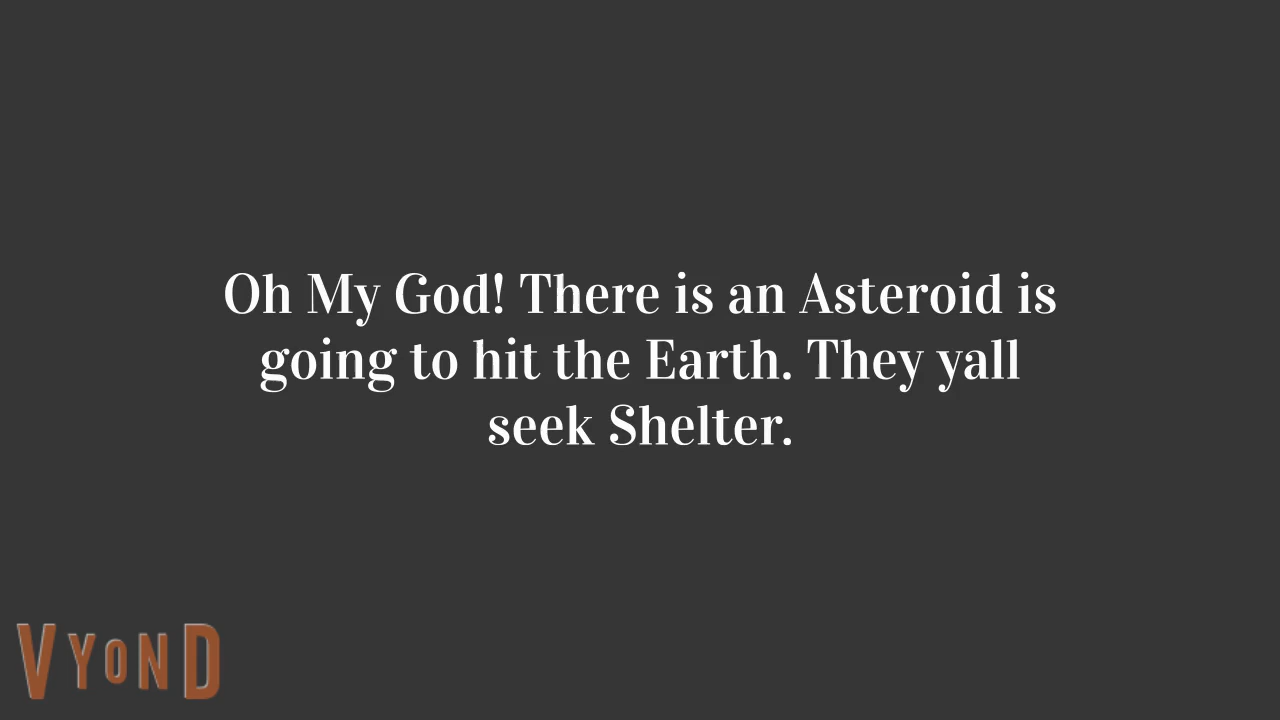 Oh My God! There is an Asteroid is
going to hit the Earth. They yall
seek Shelter.
VYOND